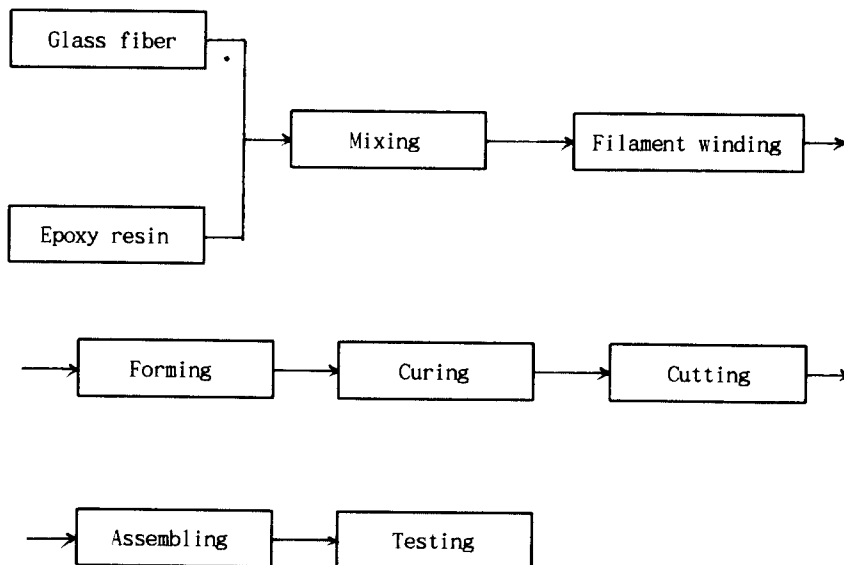 Glass fiber
Mixing
Filament winding
Epoxy resin
Forming
Curing
Cutting
Assembling
Testing